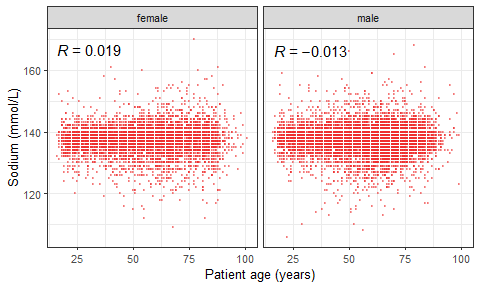 female
male
R = 0.019
R = −0.013
Sodium (mmol/L)
160
140
120
25
50
75
100
25
50
75
100
Patient age (years)